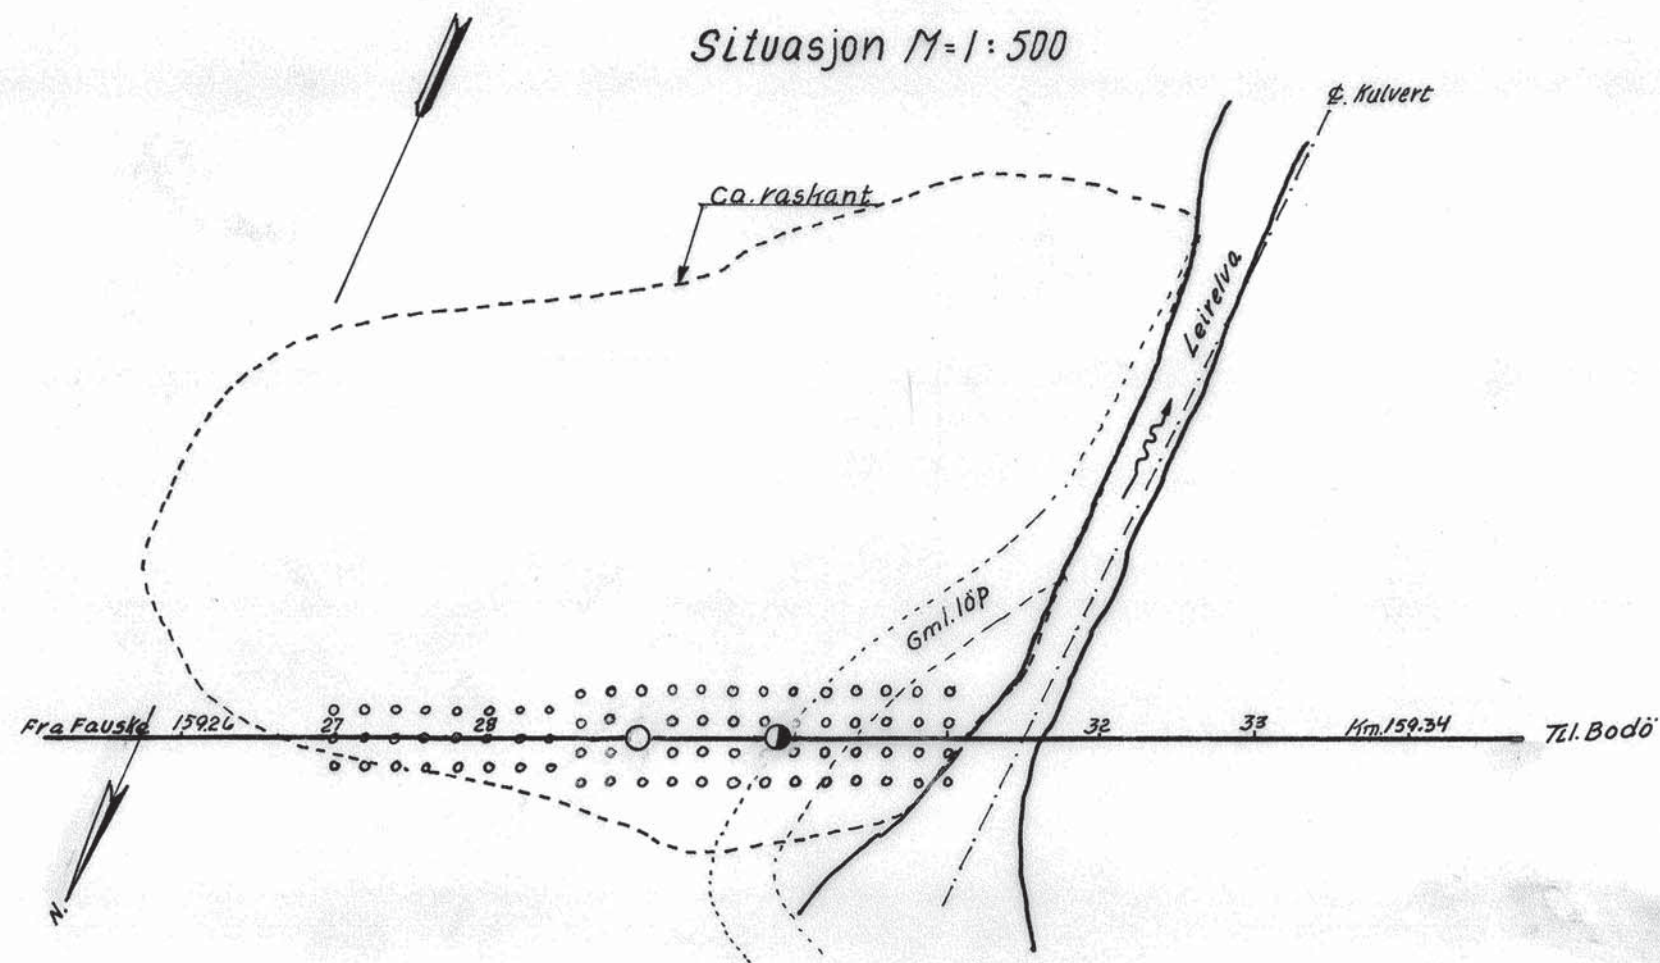 Situasjon M=1:500
℄. Kulvert
Ca. raskant
Leirelva
Gml. löp
Fra Fauske 159.26 27 28 32 33 Km. 159.34 Til. Bodö
N.